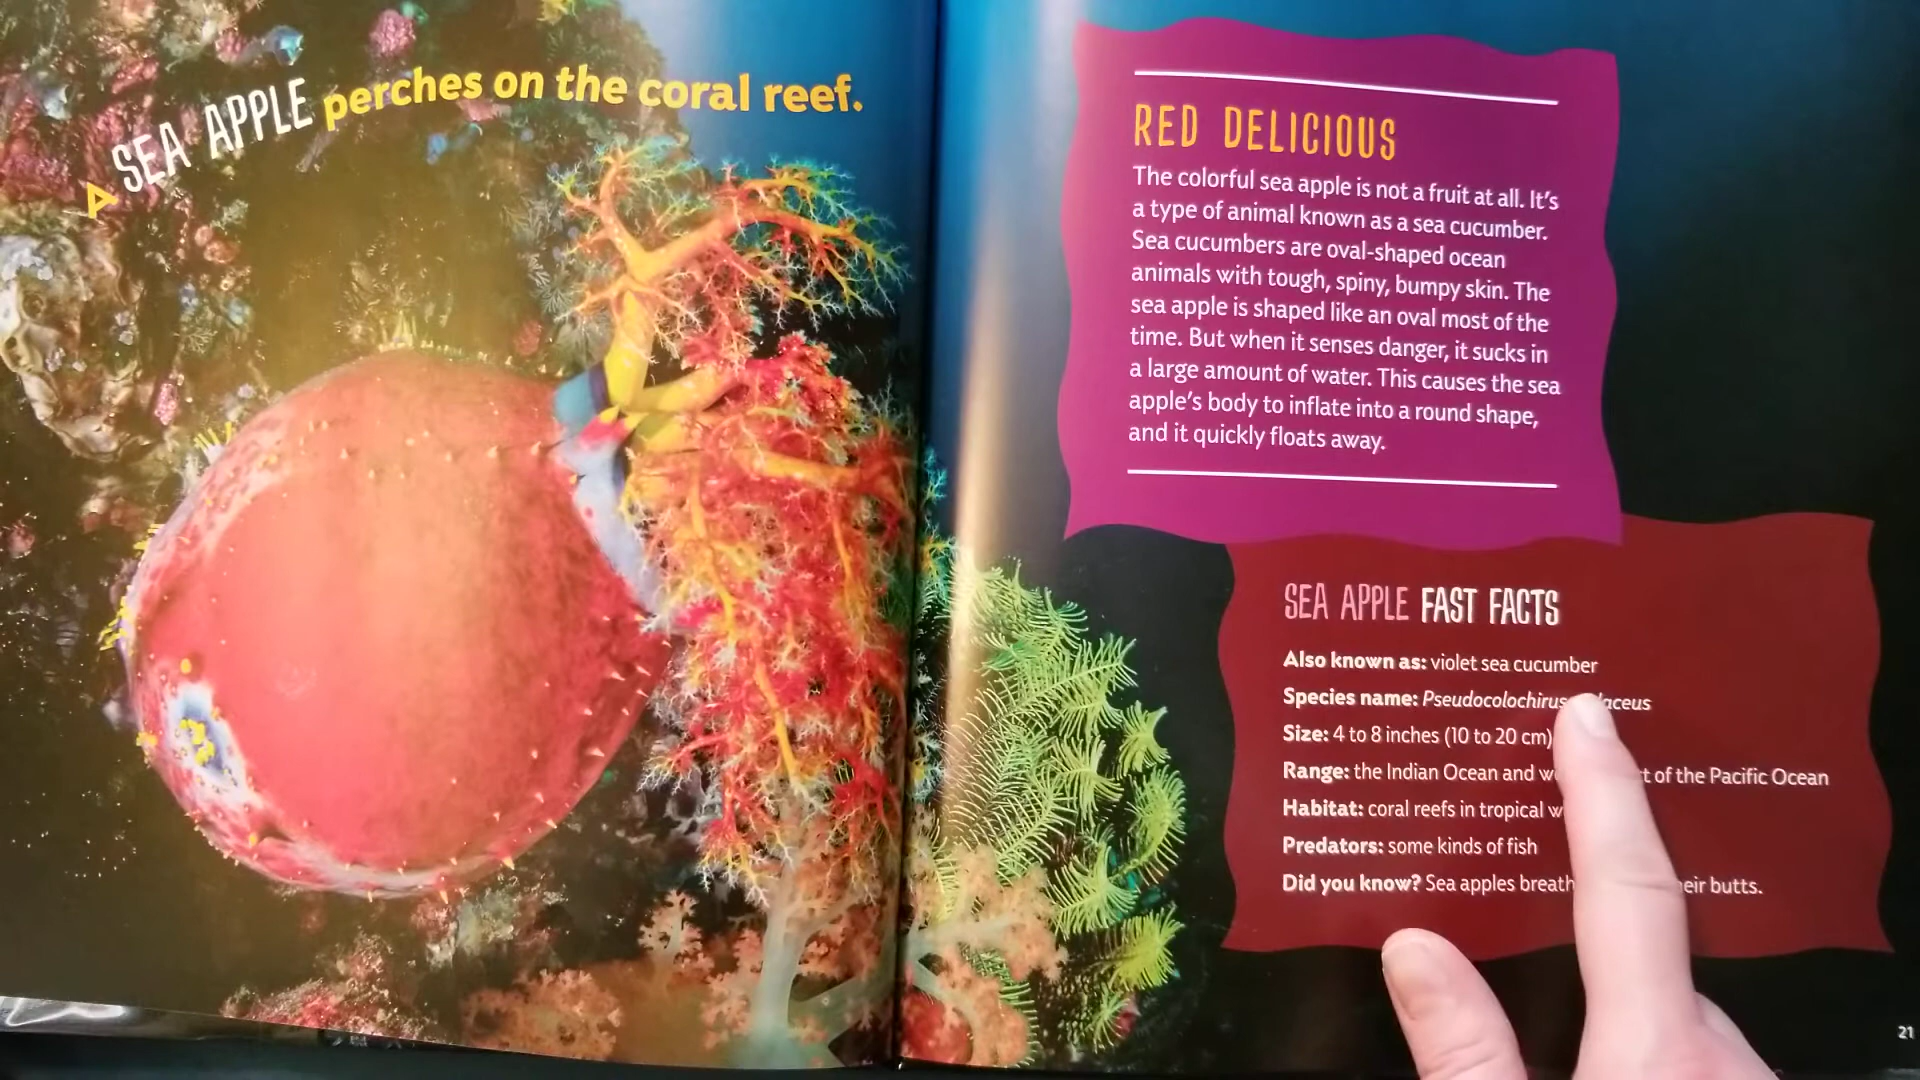 A SEA APPLE perches on the coral reef.
RED DELICIOUS
The colorful sea apple is not a fruit at all. It's
a type of animal known as a sea cucumber.
Sea cucumbers are oval-shaped ocean
animals with tough, spiny, bumpy skin. The
sea apple is shaped like an oval most of the
time. But when it senses danger, it sucks in
a large amount of water. This causes the sea
apple's body to inflate into a round shape,
and it quickly floats away.
SEA APPLE FAST FACTS
Also known as: violet sea cucumber
Species name: Pseudocolochirus
Size: 4 to 8 inches (10 to 20 cm)
Range: the Indian Ocean and of the Pacific Ocean
Habitat: coral reefs in tropical
Predators: some kinds of fish
Did you know? Sea apples butts.
21